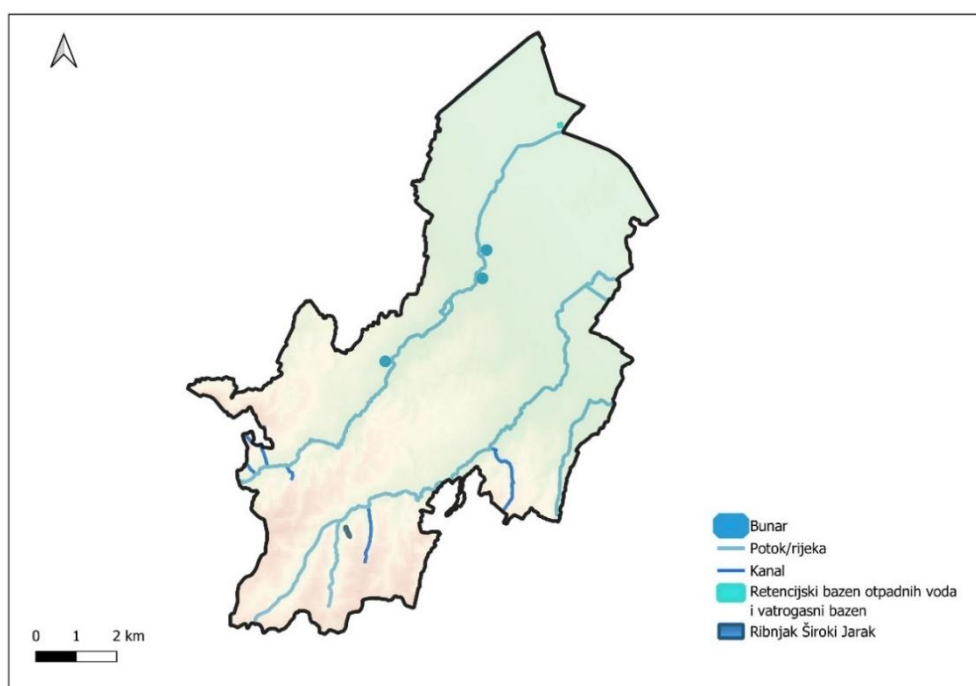 Bunar
Potok/rijeka
Kanal
Retencijski bazen otpadnih voda
i vatrogasni bazen
Ribnjak Široki Jarak
0 1 2 km